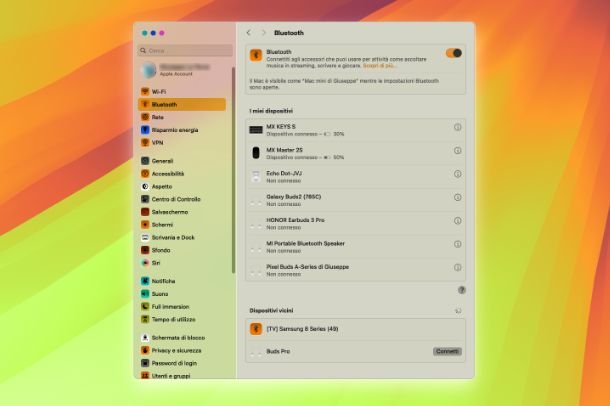 Bluetooth
Cerca
Apple Account
Wi-Fi
Bluetooth
Rete
Risparmio energia
VPN
Generali
Accessibilità
Aspetto
Centro di Controllo
Salvaschermo
Schermi
Scrivania e Dock
Sfondo
Siri
Notifiche
Suono
Full immersion
Tempo di utilizzo
Schermata di blocco
Privacy e sicurezza
Password di login
Utenti e gruppi
Bluetooth
Connettiti agli accessori che puoi usare per attività come ascoltare
musica in streaming, scrivere e giocare. Scopri di più...
Il Mac è visibile come "Mac mini di Giuseppe" mentre le impostazioni Bluetooth
sono aperte.
I miei dispositivi
MX KEYS S
Dispositivo connesso – 30%
MX Master 2S
Dispositivo connesso – 50%
Echo Dot-JVJ
Non connesso
Galaxy Buds2 (765C)
Non connesso
HONOR Earbuds 3 Pro
Non connesso
Mi Portable Bluetooth Speaker
Non connesso
Pixel Buds A-Series di Giuseppe
Non connesso
?
Dispositivi vicini
[TV] Samsung 6 Series (49)
Buds Pro
Connetti